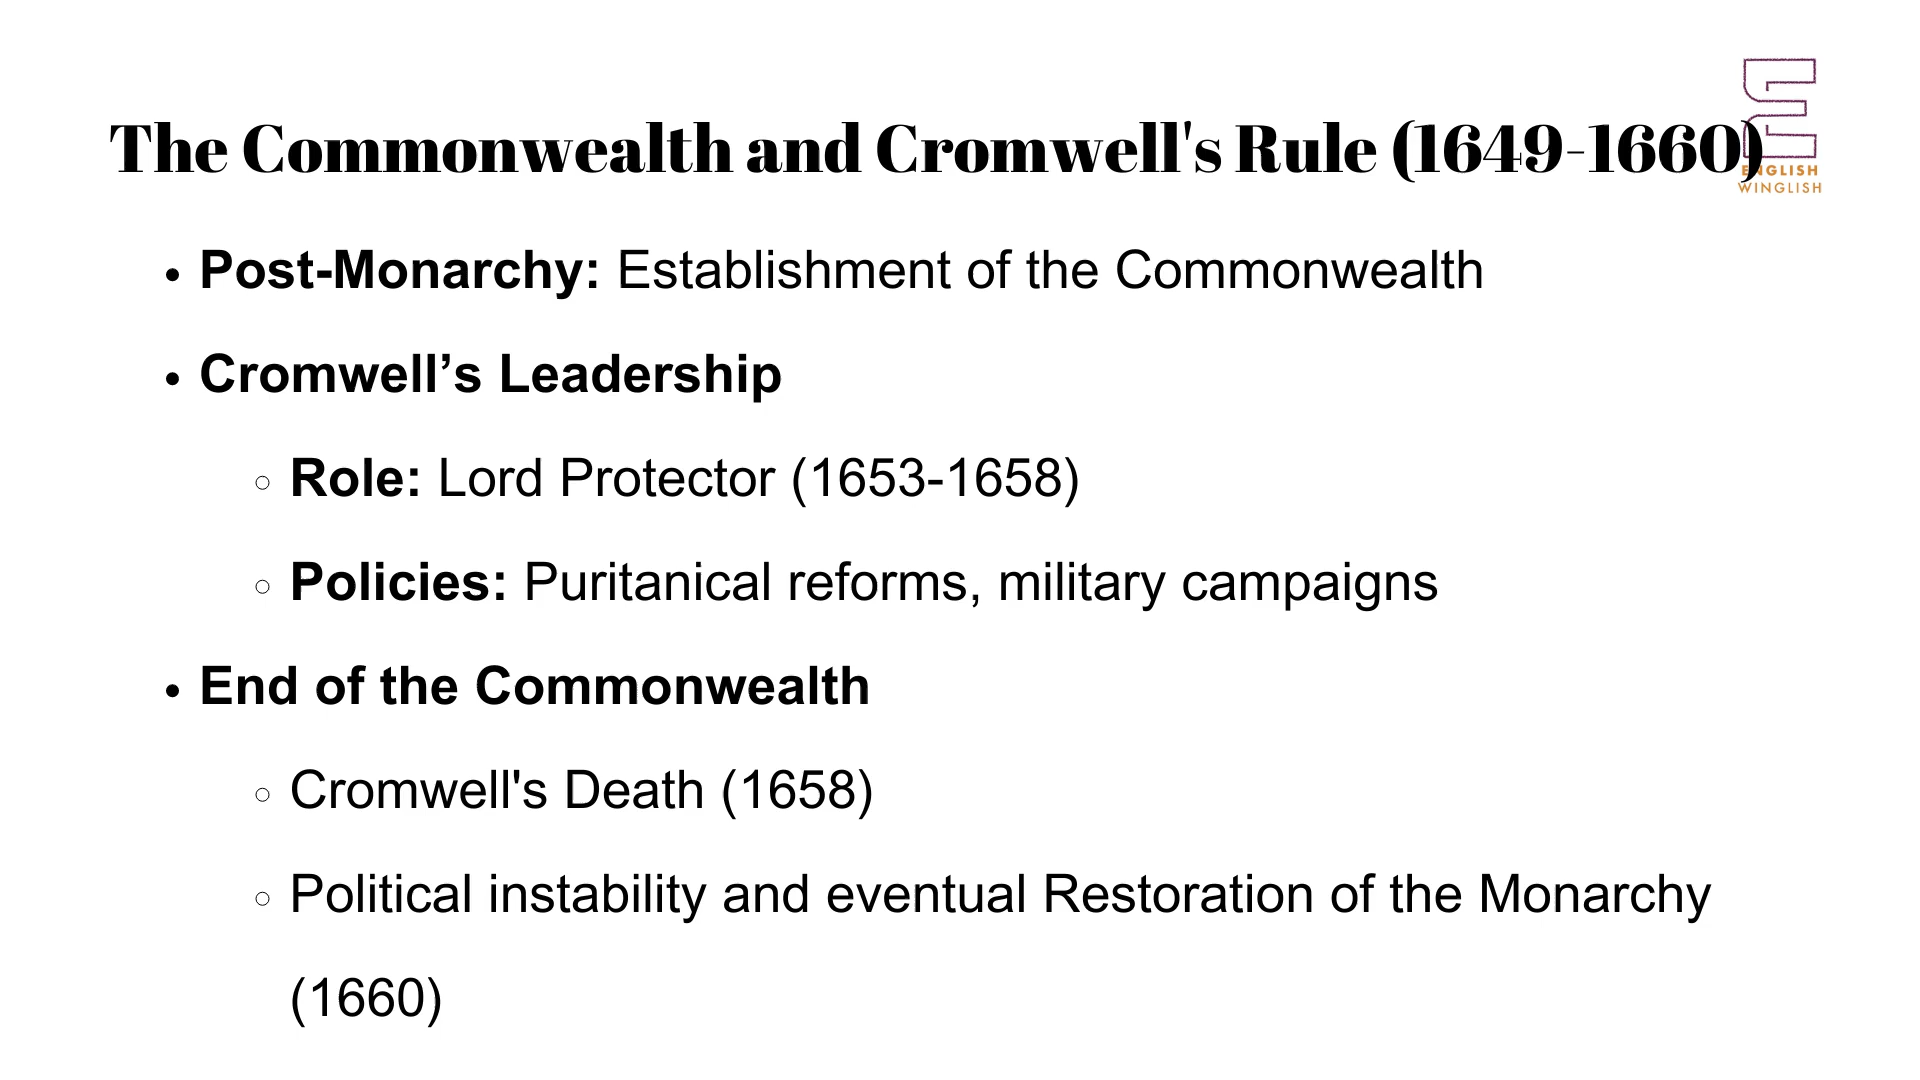 The Commonwealth and Cromwell's Rule (1649-1660)
ENGLISH
WINGLISH
Post-Monarchy: Establishment of the Commonwealth
Cromwell’s Leadership
Role: Lord Protector (1653-1658)
Policies: Puritanical reforms, military campaigns
End of the Commonwealth
Cromwell's Death (1658)
Political instability and eventual Restoration of the Monarchy
(1660)